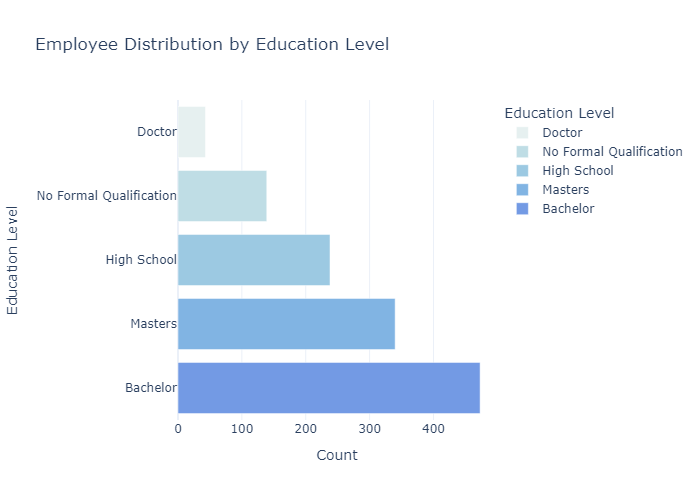 Employee Distribution by Education Level
Education Level
Doctor
No Formal Qualification
High School
Masters
Bachelor
0 100 200 300 400
Count
Education Level
Doctor
No Formal Qualification
High School
Masters
Bachelor